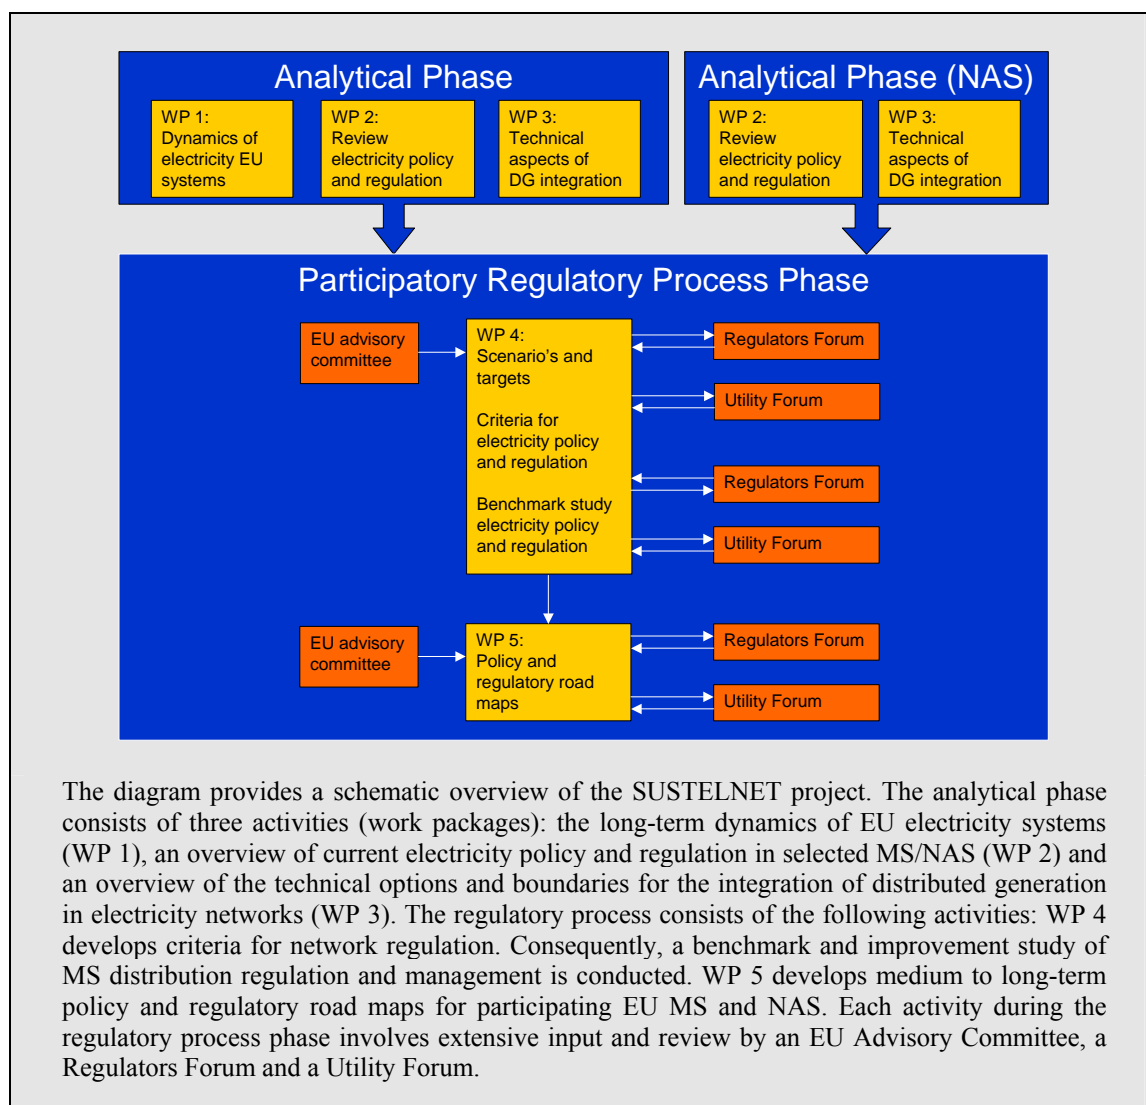 Analytical Phase
WP 1:
Dynamics of
electricity EU
systems
WP 2:
Review
electricity policy
and regulation
WP 3:
Technical
aspects of
DG integration
Analytical Phase (NAS)
WP 2:
Review
electricity policy
and regulation
WP 3:
Technical
aspects of
DG integration
Participatory Regulatory Process Phase
EU advisory
committee
WP 4:
Scenario's and
targets
Criteria for
electricity policy
and regulation
Benchmark study
electricity policy
and regulation
Regulators Forum
Utility Forum
Regulators Forum
Utility Forum
EU advisory
committee
WP 5:
Policy and
regulatory road
maps
Regulators Forum
Utility Forum
The diagram provides a schematic overview of the SUSTELNET project. The analytical phase
consists of three activities (work packages): the long-term dynamics of EU electricity systems
(WP 1), an overview of current electricity policy and regulation in selected MS/NAS (WP 2) and
an overview of the technical options and boundaries for the integration of distributed generation
in electricity networks (WP 3). The regulatory process consists of the following activities: WP 4
develops criteria for network regulation. Consequently, a benchmark and improvement study of
MS distribution regulation and management is conducted. WP 5 develops medium to long-term
policy and regulatory road maps for participating EU MS and NAS. Each activity during the
regulatory process phase involves extensive input and review by an EU Advisory Committee, a
Regulators Forum and a Utility Forum.